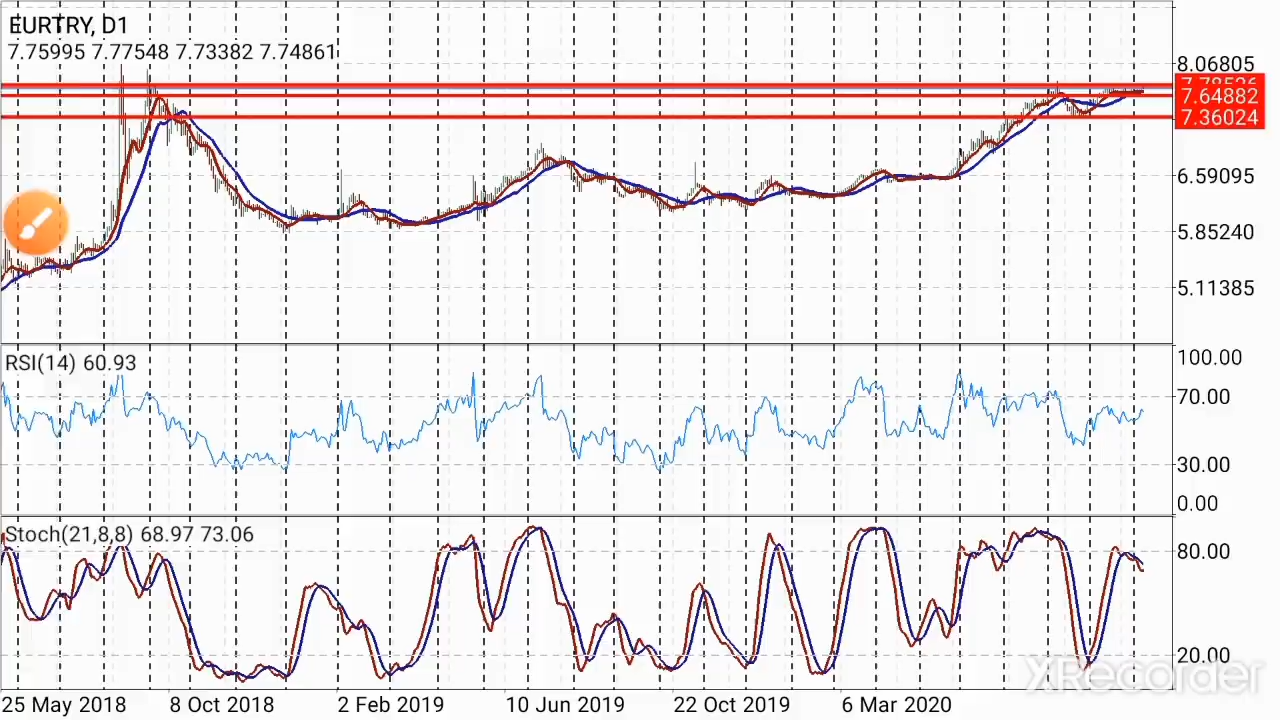 EURTRY, D1
7.75995 7.77548 7.73382 7.74861
8.06805
7.64882
7.36024
6.59095
5.85240
5.11385
RSI(14) 60.93
100.00
70.00
30.00
0.00
Stoch(21,8,8) 68.97 73.06
80.00
20.00
XRecorder
25 May 2018 8 Oct 2018 2 Feb 2019 10 Jun 2019 22 Oct 2019 6 Mar 2020